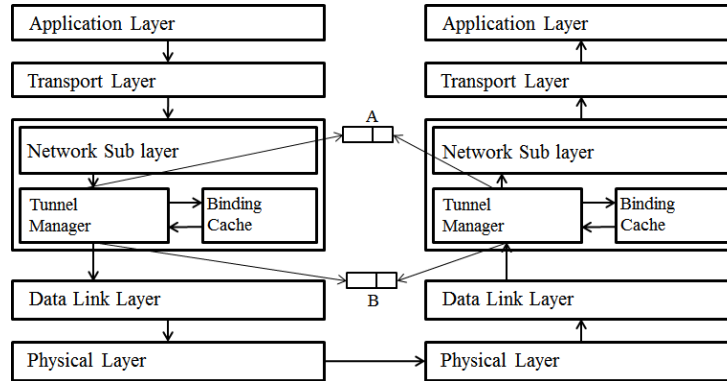 Application Layer
Transport Layer
Network Sub layer
Tunnel
Manager
Binding
Cache
Data Link Layer
Physical Layer
A
B
Application Layer
Transport Layer
Network Sub layer
Tunnel
Manager
Binding
Cache
Data Link Layer
Physical Layer